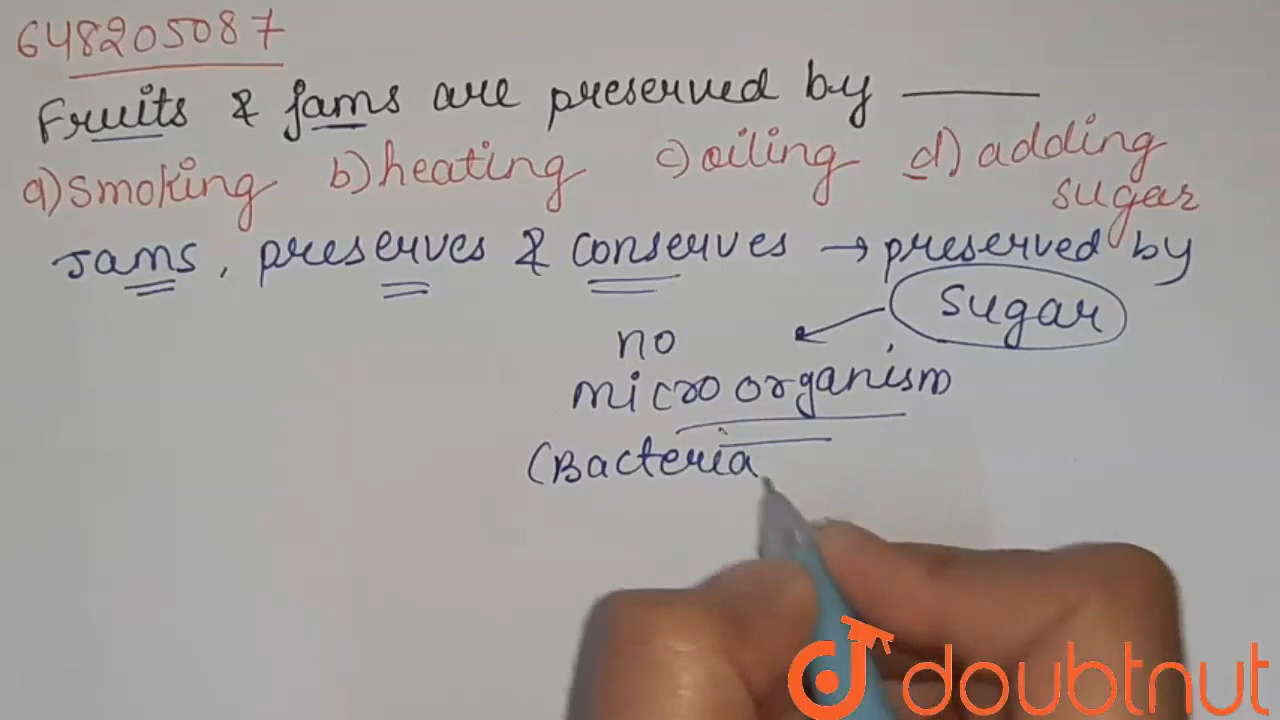 648205087
Fruits & jams are preserved by ____
a) smoking b) heating c) oiling d) adding sugar
Jams, preserves & conserves → preserved by
sugar
no
microorganism
(Bacteria,
doubtnut